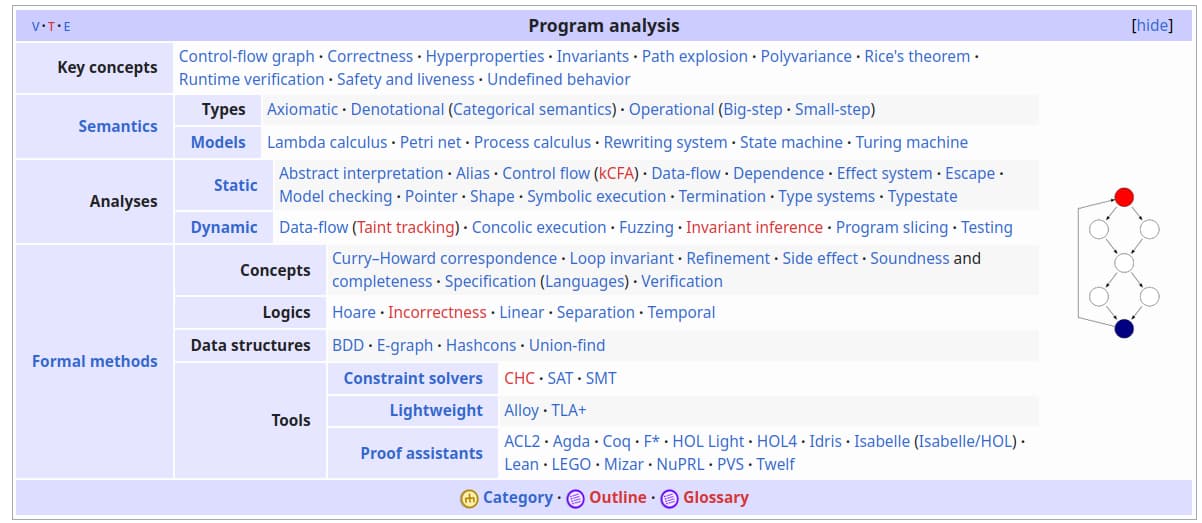 V · T · E
Program analysis
[hide]
Key concepts
Control-flow graph · Correctness · Hyperproperties · Invariants · Path explosion · Polyvariance · Rice's theorem ·
Runtime verification · Safety and liveness · Undefined behavior
Semantics
Types
Axiomatic · Denotational (Categorical semantics) · Operational (Big-step · Small-step)
Models
Lambda calculus · Petri net · Process calculus · Rewriting system · State machine · Turing machine
Analyses
Static
Abstract interpretation · Alias · Control flow (kCFA) · Data-flow · Dependence · Effect system · Escape ·
Model checking · Pointer · Shape · Symbolic execution · Termination · Type systems · Typestate
Dynamic
Data-flow (Taint tracking) · Concolic execution · Fuzzing · Invariant inference · Program slicing · Testing
Formal methods
Concepts
Curry–Howard correspondence · Loop invariant · Refinement · Side effect · Soundness and
completeness · Specification (Languages) · Verification
Logics
Hoare · Incorrectness · Linear · Separation · Temporal
Data structures
BDD · E-graph · Hashcons · Union-find
Tools
Constraint solvers
CHC · SAT · SMT
Lightweight
Alloy · TLA+
Proof assistants
ACL2 · Agda · Coq · F* · HOL Light · HOL4 · Idris · Isabelle (Isabelle/HOL) ·
Lean · LEGO · Mizar · NuPRL · PVS · Twelf
Category · Outline · Glossary